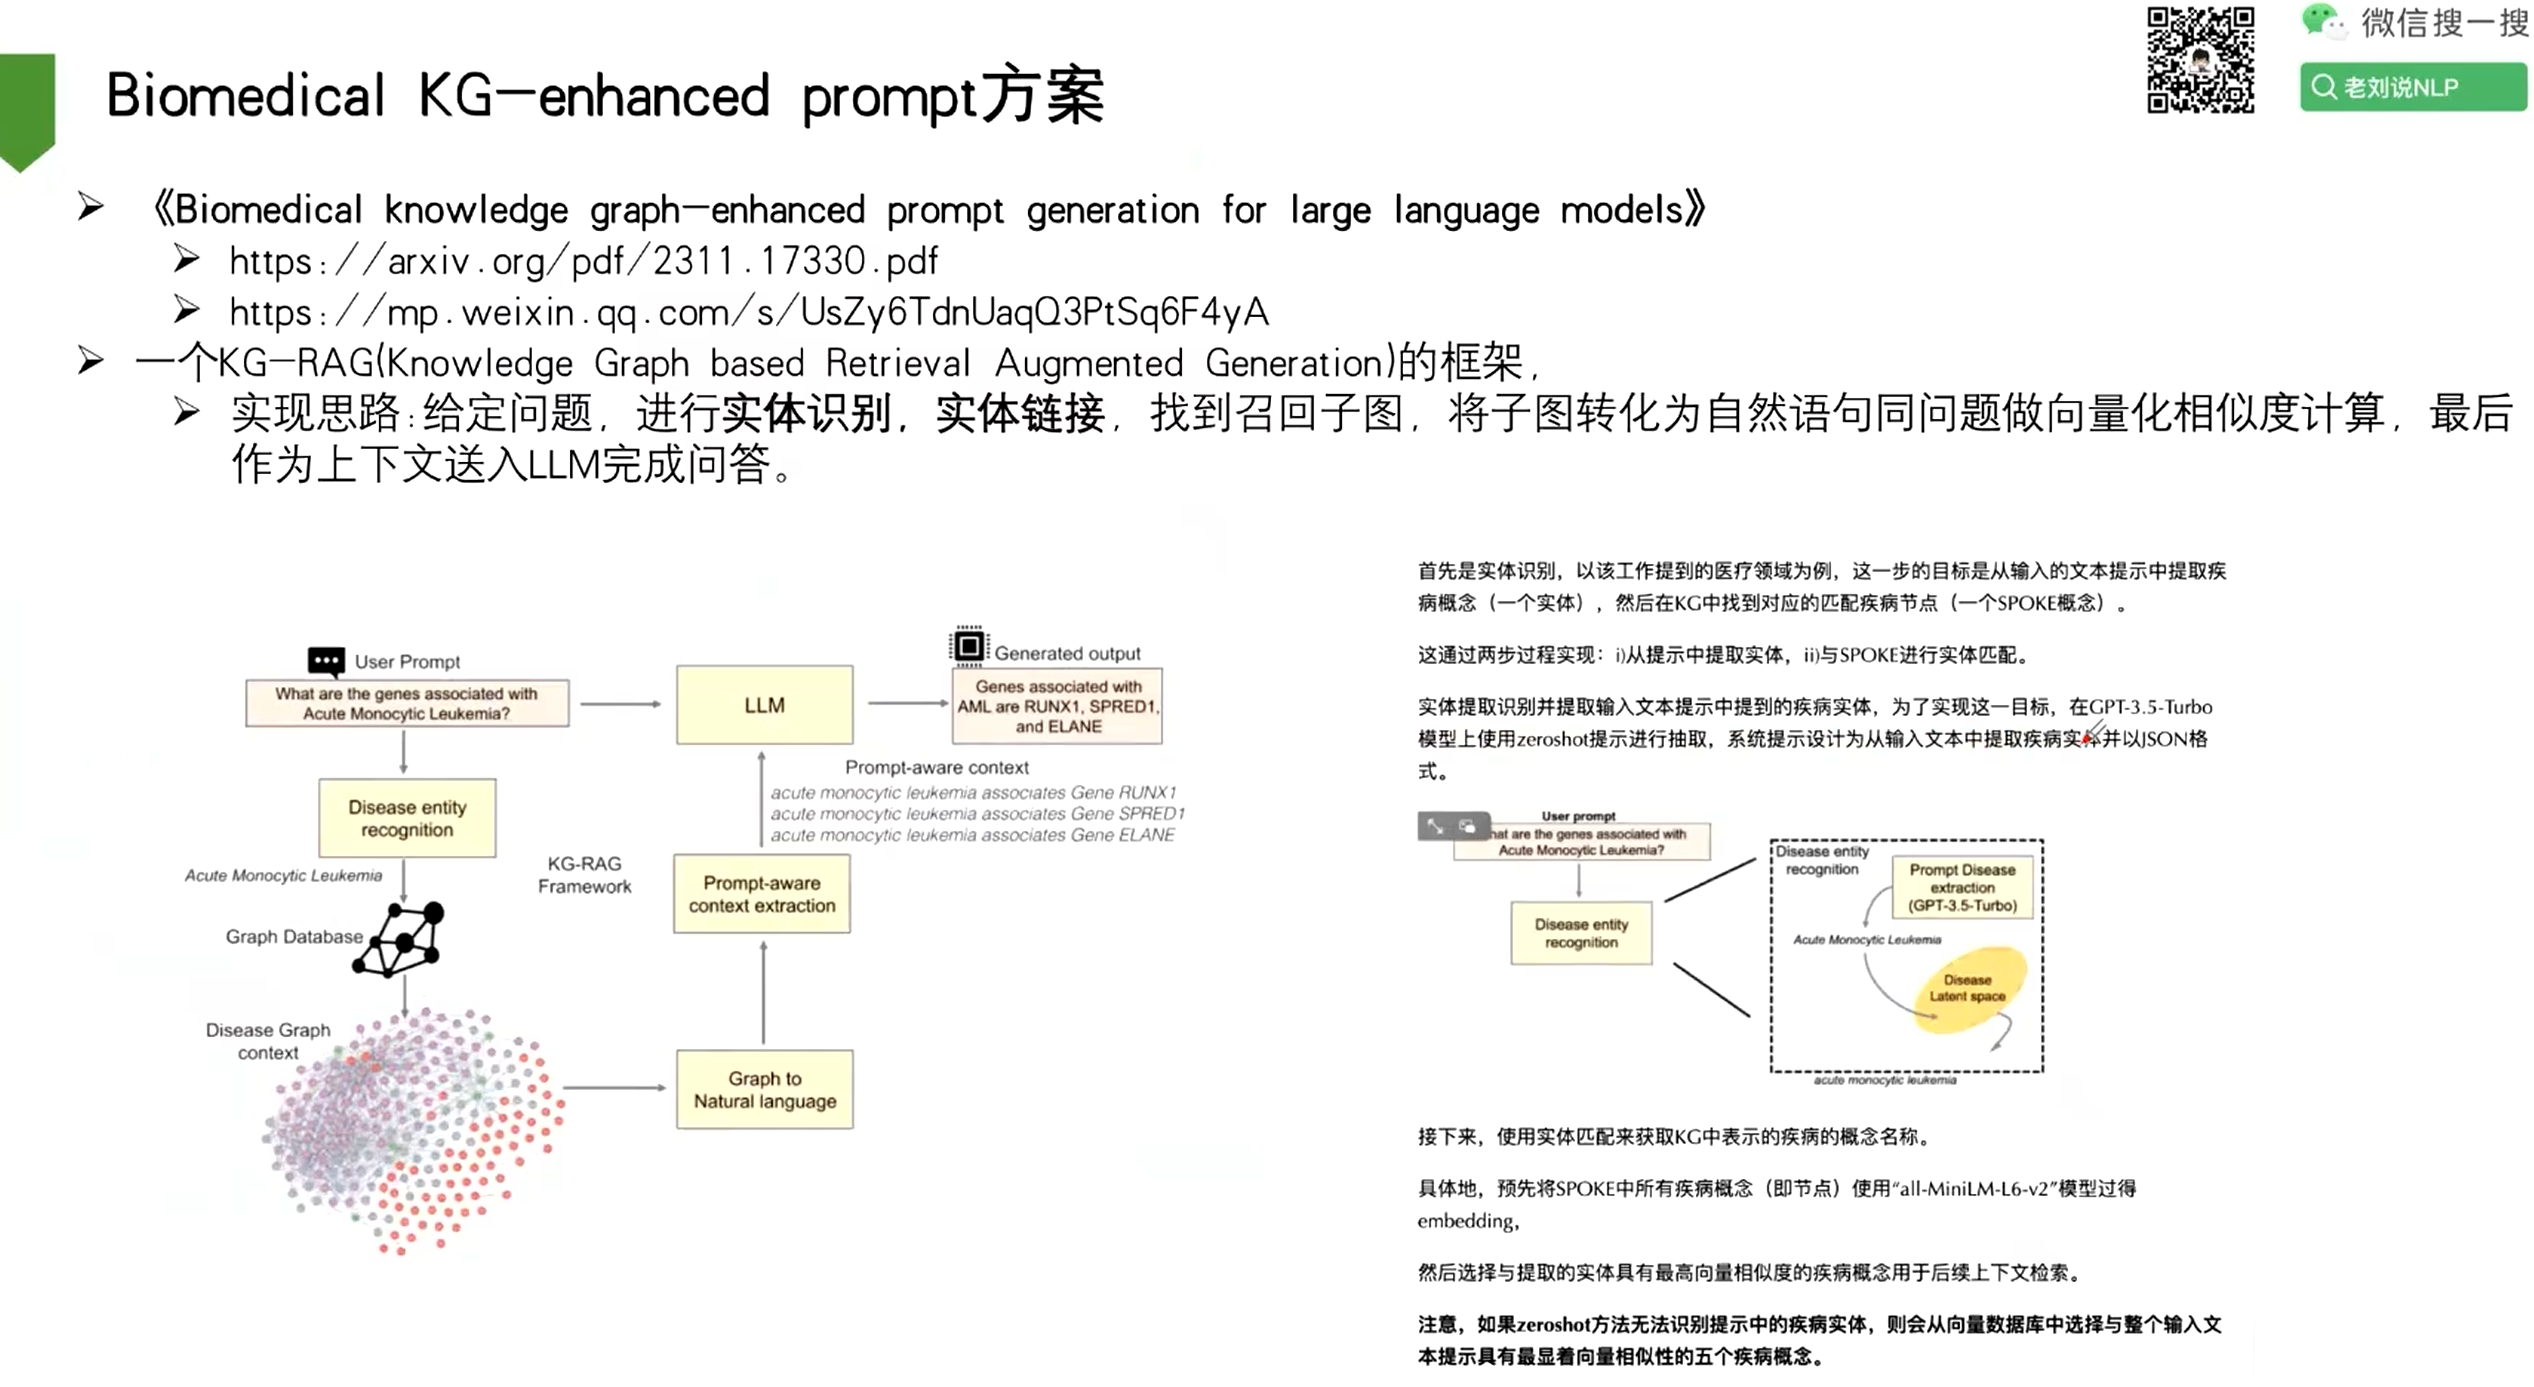 微信搜一搜
老刘说NLP
Biomedical KG-enhanced prompt方案
《Biomedical knowledge graph-enhanced prompt generation for large language models》
https://arxiv.org/pdf/2311.17330.pdf
https://mp.weixin.qq.com/s/UsZy6TdnUaqQ3PtSq6F4yA
一个KG-RAG(Knowledge Graph based Retrieval Augmented Generation)的框架,
实现思路:给定问题，进行实体识别，实体链接，找到召回子图，将子图转化为自然语句同问题做向量化相似度计算，最后
作为上下文送入LLM完成问答。
User Prompt
What are the genes associated with
Acute Monocytic Leukemia?
LLM
Generated output
Genes associated with
AML are RUNX1, SPRED1,
and ELANE
Prompt-aware context
acute monocytic leukemia associates Gene RUNX1
acute monocytic leukemia associates Gene SPRED1
acute monocytic leukemia associates Gene ELANE
Disease entity
recognition
Acute Monocytic Leukemia
KG-RAG
Framework
Prompt-aware
context extraction
Graph Database
Disease Graph
context
Graph to
Natural language
首先是实体识别，以该工作提到的医疗领域为例，这一步的目标是从输入的文本提示中提取疾
病概念（一个实体），然后在KG中找到对应的匹配疾病节点（一个SPOKE概念）。
这通过两步过程实现：i)从提示中提取实体，ii)与SPOKE进行实体匹配。
实体提取识别并提取输入文本提示中提到的疾病实体，为了实现这一目标，在GPT-3.5-Turbo
模型上使用zeroshot提示进行抽取，系统提示设计为从输入文本中提取疾病实体并以JSON格
式。
User prompt
hat are the genes associated with
Acute Monocytic Leukemia?
Disease entity
recognition
Disease entity
recognition
Prompt Disease
extraction
(GPT-3.5-Turbo)
Acute Monocytic Leukemia
Disease
Latent space
acute monocytic leukemia
接下来，使用实体匹配来获取KG中表示的疾病的概念名称。
具体地，预先将SPOKE中所有疾病概念（即节点）使用“all-MiniLM-L6-v2”模型过得
embedding,
然后选择与提取的实体具有最高向量相似度的疾病概念用于后续上下文检索。
注意，如果zeroshot方法无法识别提示中的疾病实体，则会从向量数据库中选择与整个输入文
本提示具有最显着向量相似性的五个疾病概念。